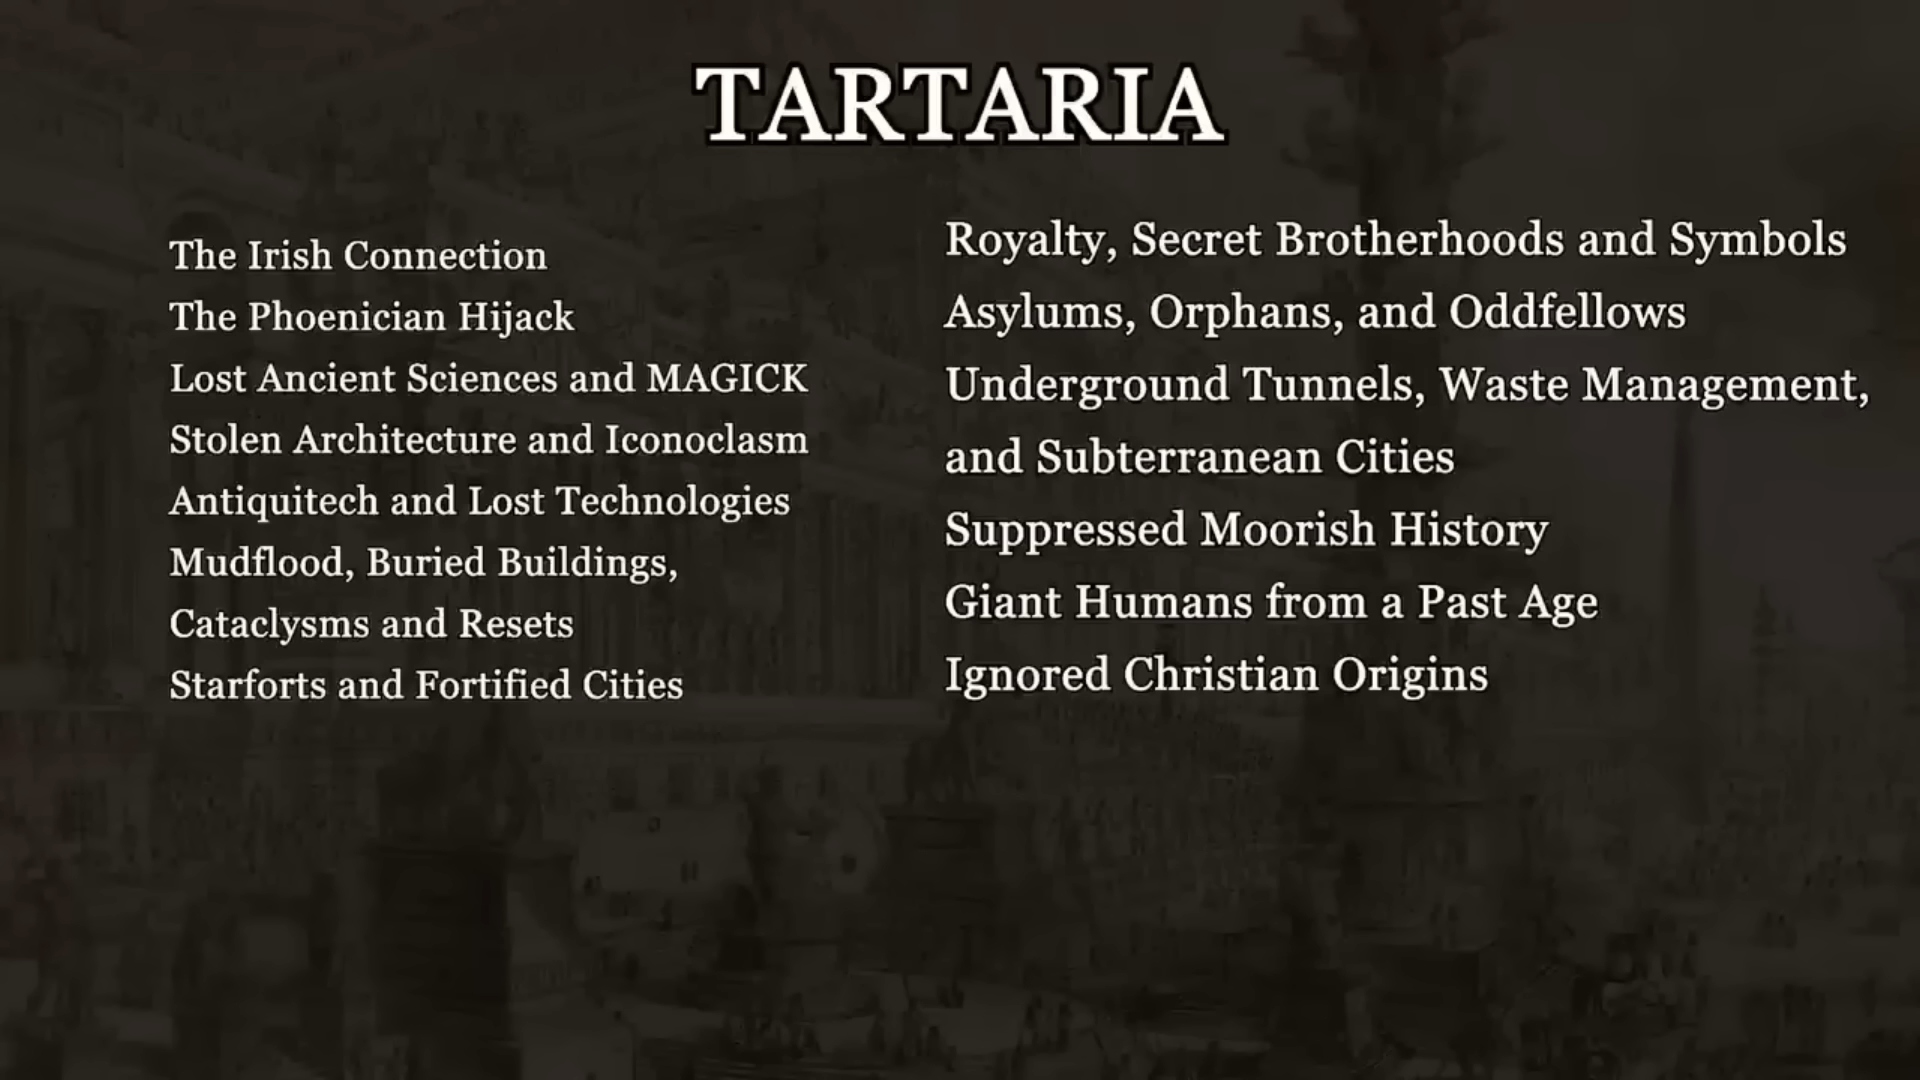 TARTARIA
The Irish Connection
The Phoenician Hijack
Lost Ancient Sciences and MAGICK
Stolen Architecture and Iconoclasm
Antiquitech and Lost Technologies
Mudflood, Buried Buildings,
Cataclysms and Resets
Starforts and Fortified Cities
Royalty, Secret Brotherhoods and Symbols
Asylums, Orphans, and Oddfellows
Underground Tunnels, Waste Management,
and Subterranean Cities
Suppressed Moorish History
Giant Humans from a Past Age
Ignored Christian Origins